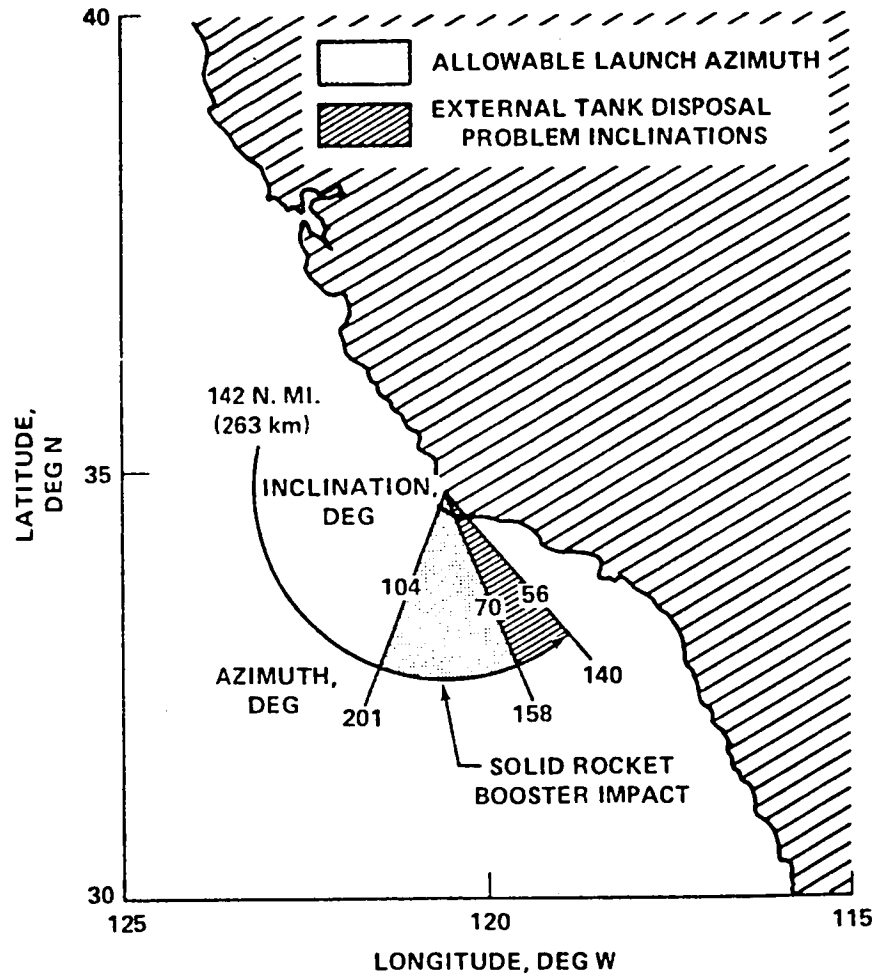 40
ALLOWABLE LAUNCH AZIMUTH
EXTERNAL TANK DISPOSAL
PROBLEM INCLINATIONS
142 N. MI.
(263 km)
LATITUDE,
DEG N
35
INCLINATION,
DEG
104
70
56
AZIMUTH,
DEG
201
158
140
SOLID ROCKET
BOOSTER IMPACT
30
125
120
115
LONGITUDE, DEG W